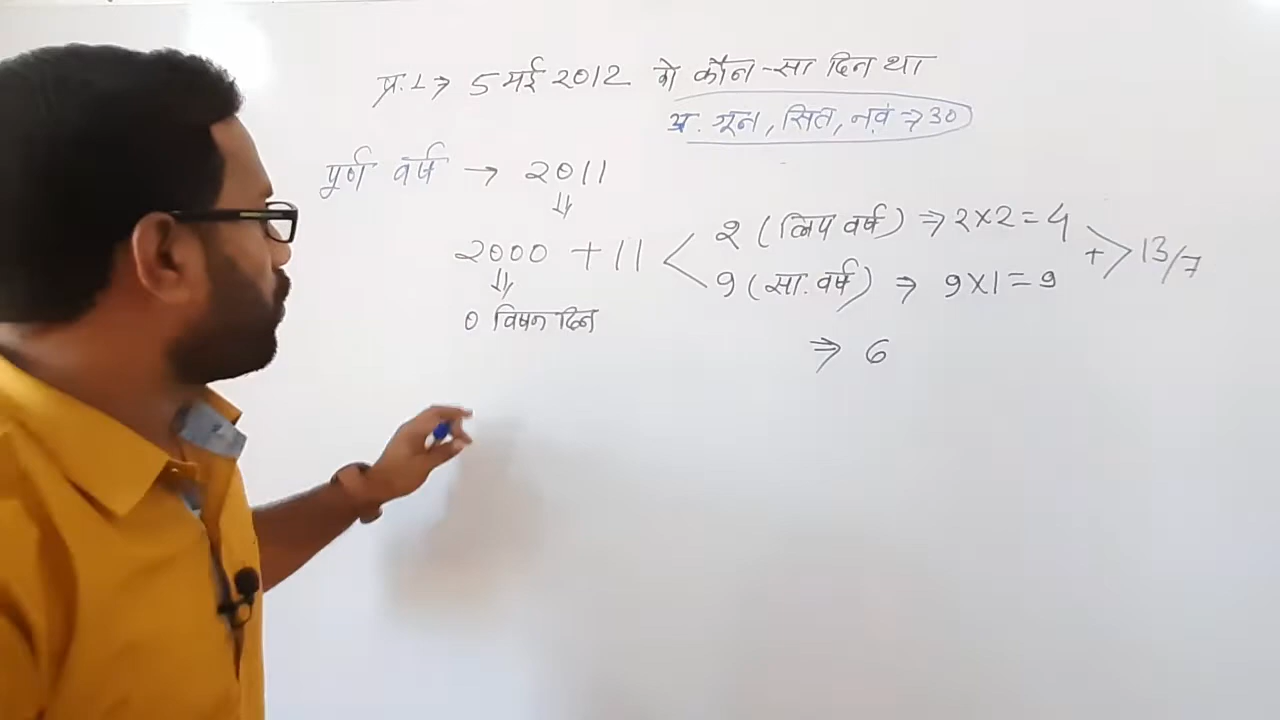 प्र.1→ 5 मई 2012 को कौन-सा दिन था
अ. जून, सित, नवं ⇒ 30
पूर्ण वर्ष → 2011
⇓
2000 + 11 < 2 (लिप वर्ष) ⇒ 2×2=4
9 (सा. वर्ष) ⇒ 9×1=9
+ > 13/7
⇓
0 विषम दिन
⇒ 6